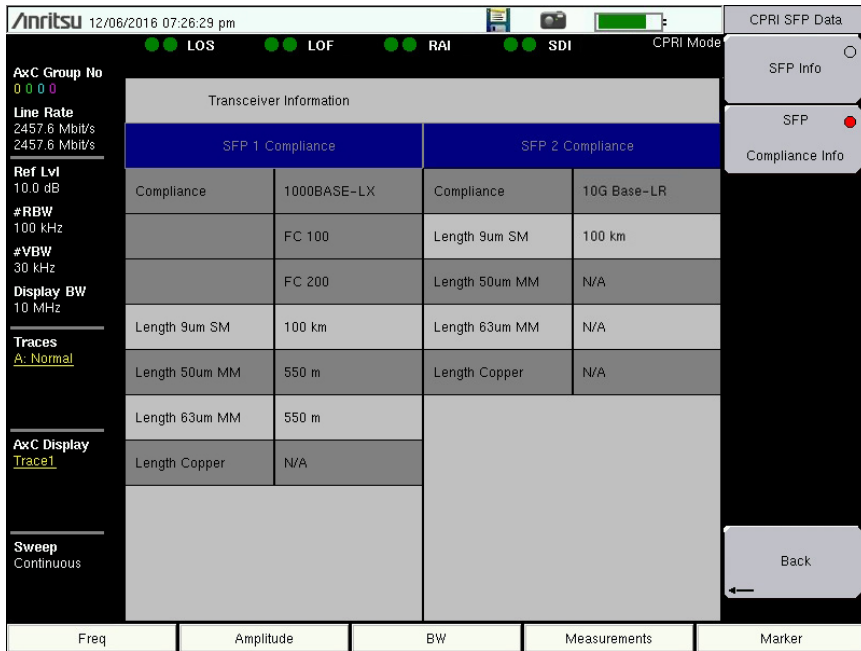 Anritsu 12/06/2016 07:26:29 pm
CPRI SFP Data
LOS LOF RAI SDI CPRI Mode
AxC Group No
0 0 0 0
Line Rate
2457.6 Mbit/s
2457.6 Mbit/s
Ref Lvl
10.0 dB
#RBW
100 kHz
#VBW
30 kHz
Display BW
10 MHz
Traces
A: Normal
AxC Display
Trace1
Sweep
Continuous
Transceiver Information
SFP 1 Compliance SFP 2 Compliance
Compliance 1000BASE-LX Compliance 10G Base-LR
FC 100 Length 9um SM 100 km
FC 200 Length 50um MM N/A
Length 9um SM 100 km Length 63um MM N/A
Length 50um MM 550 m Length Copper N/A
Length 63um MM 550 m
Length Copper N/A
SFP Info
SFP
Compliance Info
Back
Freq Amplitude BW Measurements Marker